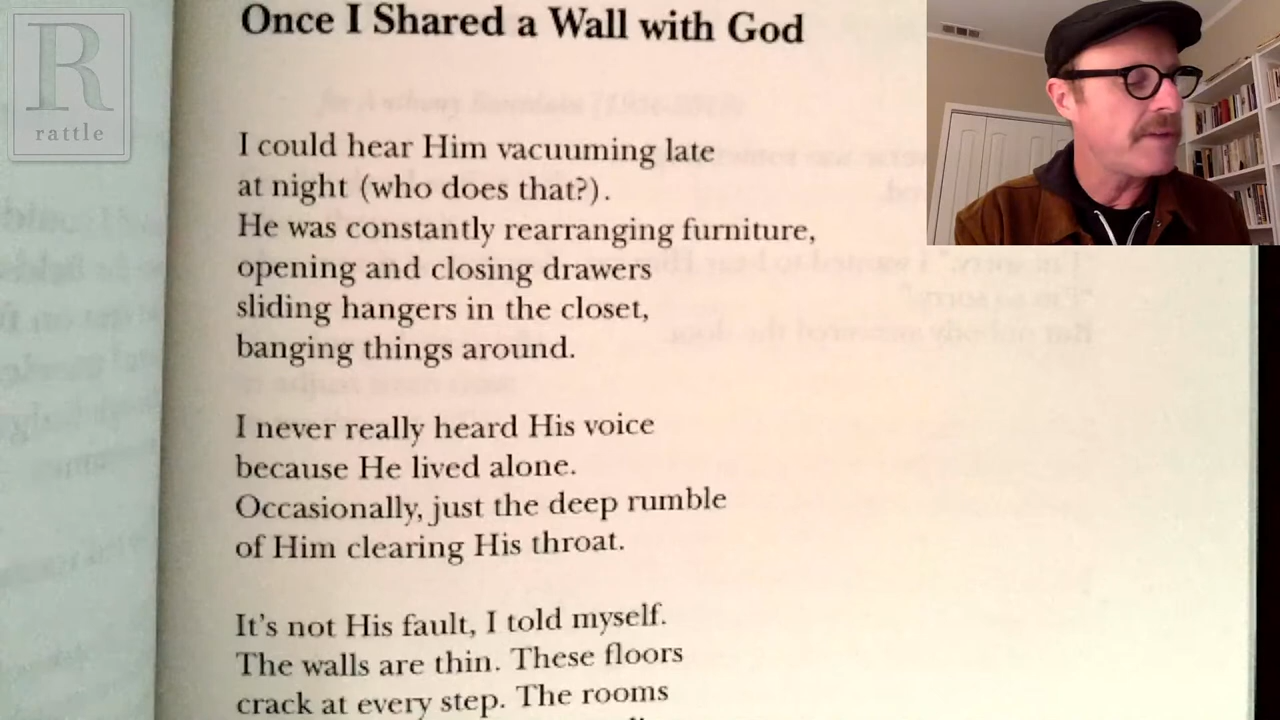 R
rattle
Once I Shared a Wall with God
I could hear Him vacuuming late
at night (who does that?).
He was constantly rearranging furniture,
opening and closing drawers
sliding hangers in the closet,
banging things around.
I never really heard His voice
because He lived alone.
Occasionally, just the deep rumble
of Him clearing His throat.
It's not His fault, I told myself.
The walls are thin. These floors
crack at every step. The rooms